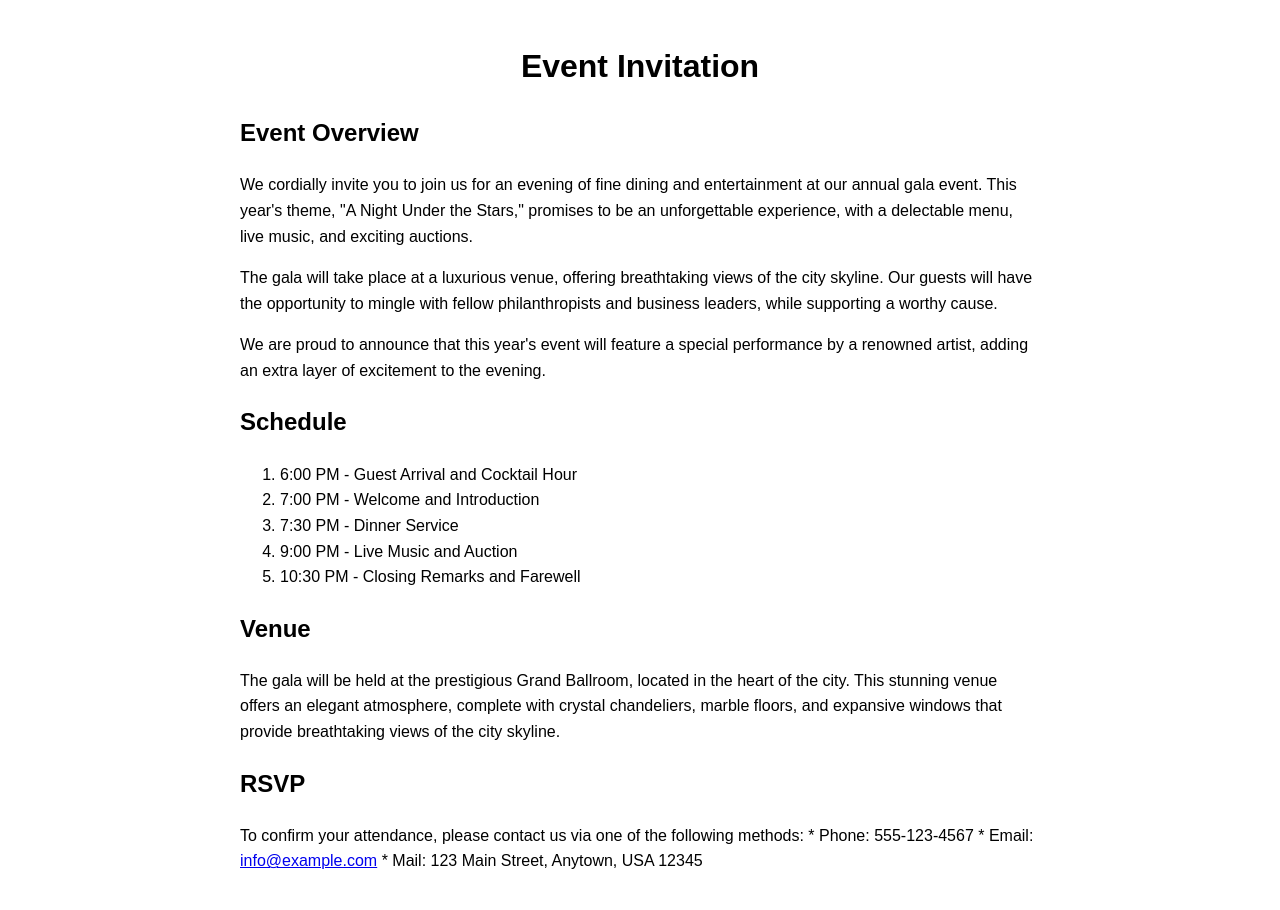 Event Invitation
Event Overview
We cordially invite you to join us for an evening of fine dining and entertainment at our annual gala event. This
year's theme, "A Night Under the Stars," promises to be an unforgettable experience, with a delectable menu,
live music, and exciting auctions.
The gala will take place at a luxurious venue, offering breathtaking views of the city skyline. Our guests will have
the opportunity to mingle with fellow philanthropists and business leaders, while supporting a worthy cause.
We are proud to announce that this year's event will feature a special performance by a renowned artist, adding
an extra layer of excitement to the evening.
Schedule
1. 6:00 PM - Guest Arrival and Cocktail Hour
2. 7:00 PM - Welcome and Introduction
3. 7:30 PM - Dinner Service
4. 9:00 PM - Live Music and Auction
5. 10:30 PM - Closing Remarks and Farewell
Venue
The gala will be held at the prestigious Grand Ballroom, located in the heart of the city. This stunning venue
offers an elegant atmosphere, complete with crystal chandeliers, marble floors, and expansive windows that
provide breathtaking views of the city skyline.
RSVP
To confirm your attendance, please contact us via one of the following methods: * Phone: 555-123-4567 * Email:
info@example.com * Mail: 123 Main Street, Anytown, USA 12345